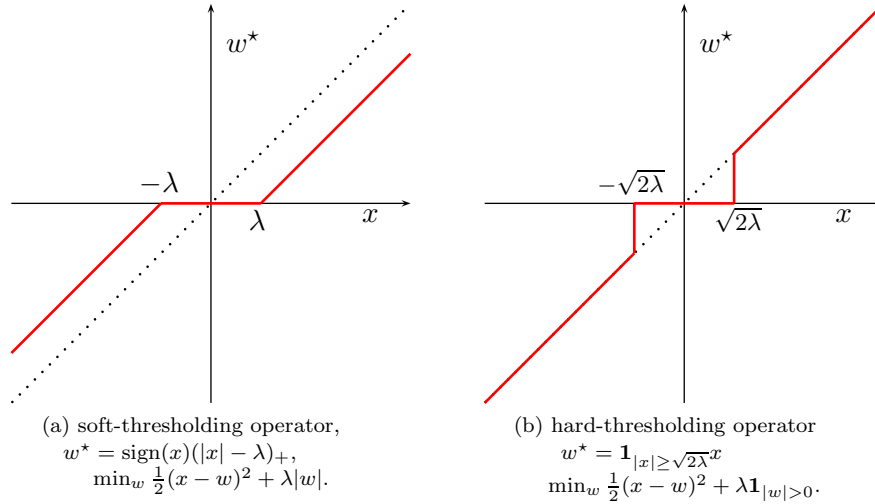 w⋆
−λ
λ
x
(a) soft-thresholding operator,
w⋆ = sign(x)(|x| − λ)₊,
min_w ½(x − w)² + λ|w|.
w⋆
−√2λ
√2λ
x
(b) hard-thresholding operator
w⋆ = 𝟏_{|x|≥√2λ}x
min_w ½(x − w)² + λ𝟏_{|w|>0}.